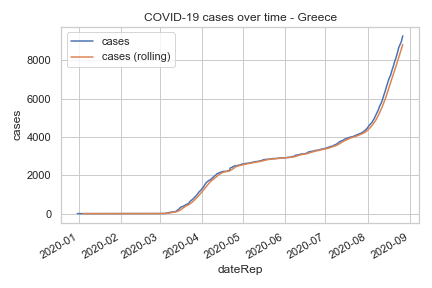 COVID-19 cases over time - Greece
cases
cases (rolling)
8000
6000
4000
2000
0
cases
2020-01
2020-02
2020-03
2020-04
2020-05
2020-06
2020-07
2020-08
2020-09
dateRep